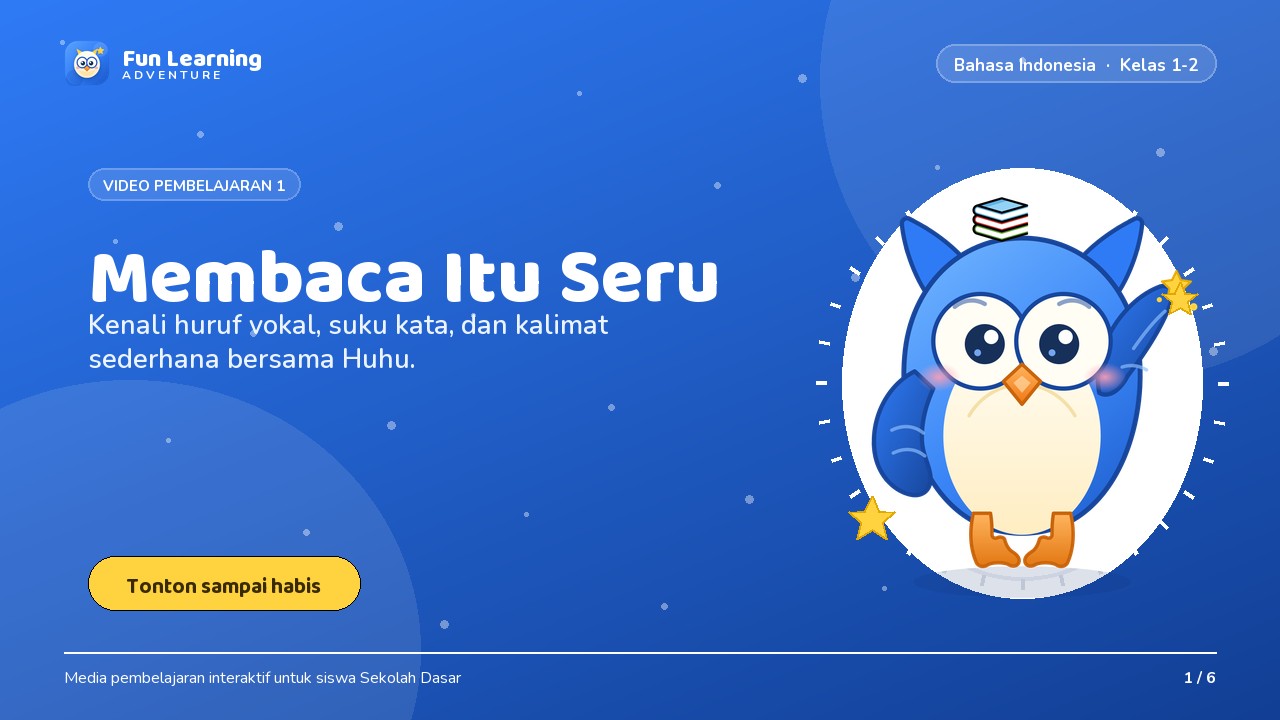 Fun Learning
ADVENTURE
Bahasa Indonesia · Kelas 1-2
VIDEO PEMBELAJARAN 1
Membaca Itu Seru
Kenali huruf vokal, suku kata, dan kalimat
sederhana bersama Huhu.
Tonton sampai habis
Media pembelajaran interaktif untuk siswa Sekolah Dasar
1 / 6